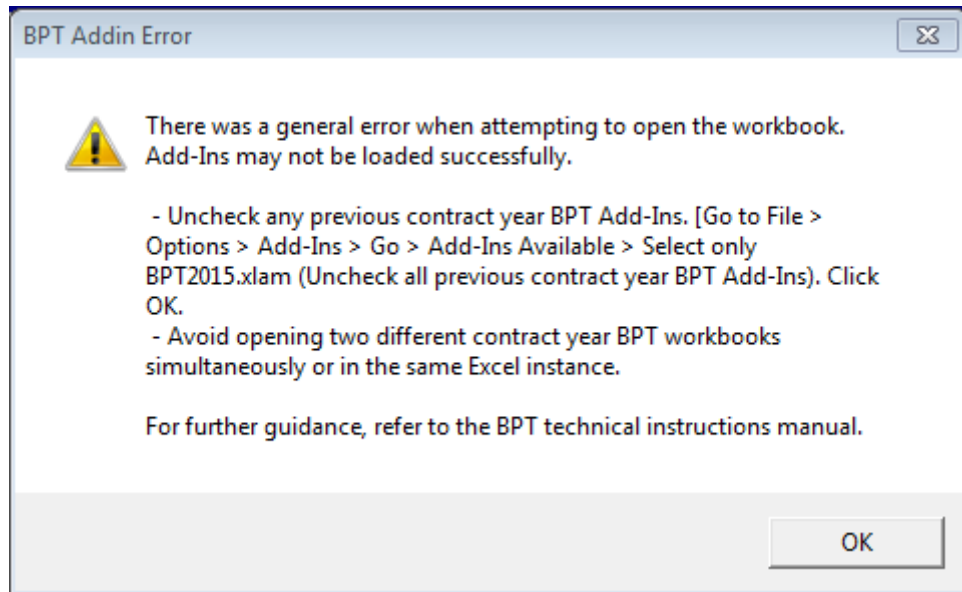 BPT Addin Error
There was a general error when attempting to open the workbook.
Add-Ins may not be loaded successfully.
- Uncheck any previous contract year BPT Add-Ins. [Go to File >
Options > Add-Ins > Go > Add-Ins Available > Select only
BPT2015.xlam (Uncheck all previous contract year BPT Add-Ins). Click
OK.
- Avoid opening two different contract year BPT workbooks
simultaneously or in the same Excel instance.
For further guidance, refer to the BPT technical instructions manual.
OK